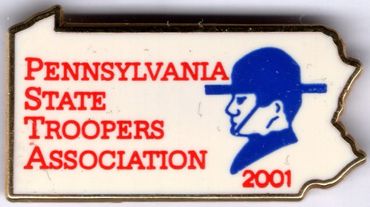 PENNSYLVANIA
STATE
TROOPERS
ASSOCIATION
2001